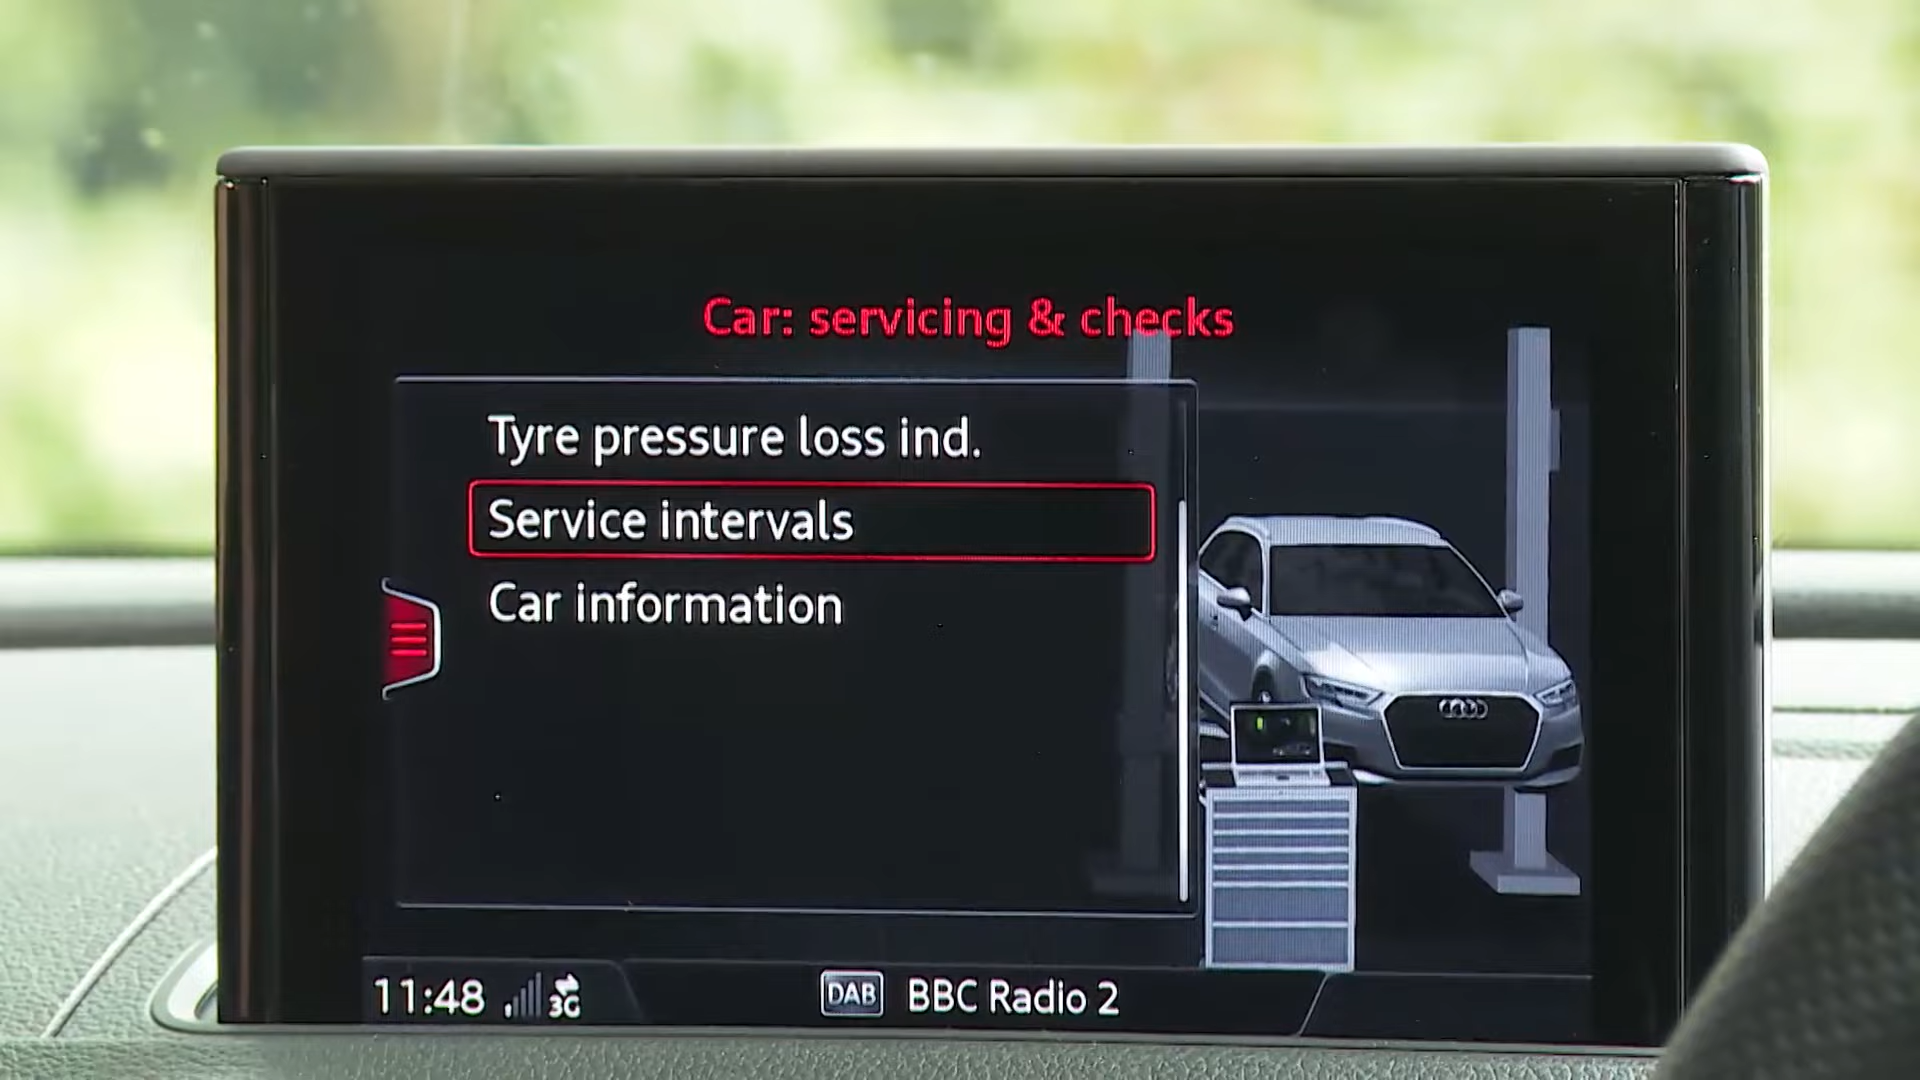 Car: servicing & checks
Tyre pressure loss ind.
Service intervals
Car information
11:48 3G DAB BBC Radio 2